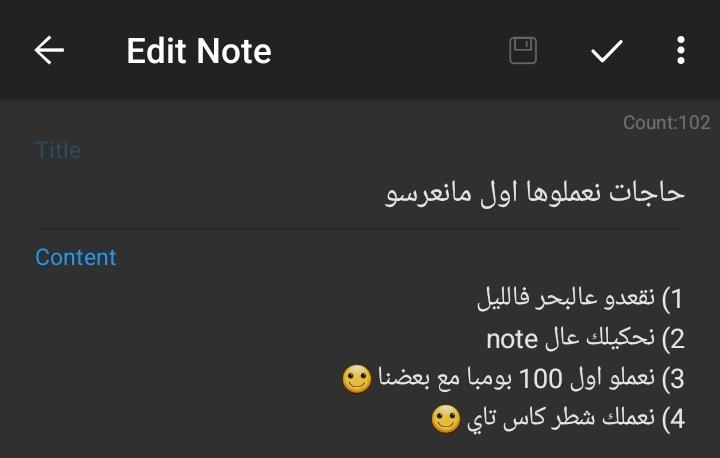 Edit Note
Count:102
Title
حاجات نعملوها اول مانعرسو
Content
1) نقعدو عالبحر فالليل
2) نحكيلك عال note
3) نعملو اول 100 بومبا مع بعضنا 🙂
4) نعملك شطر كاس تاي 🙂